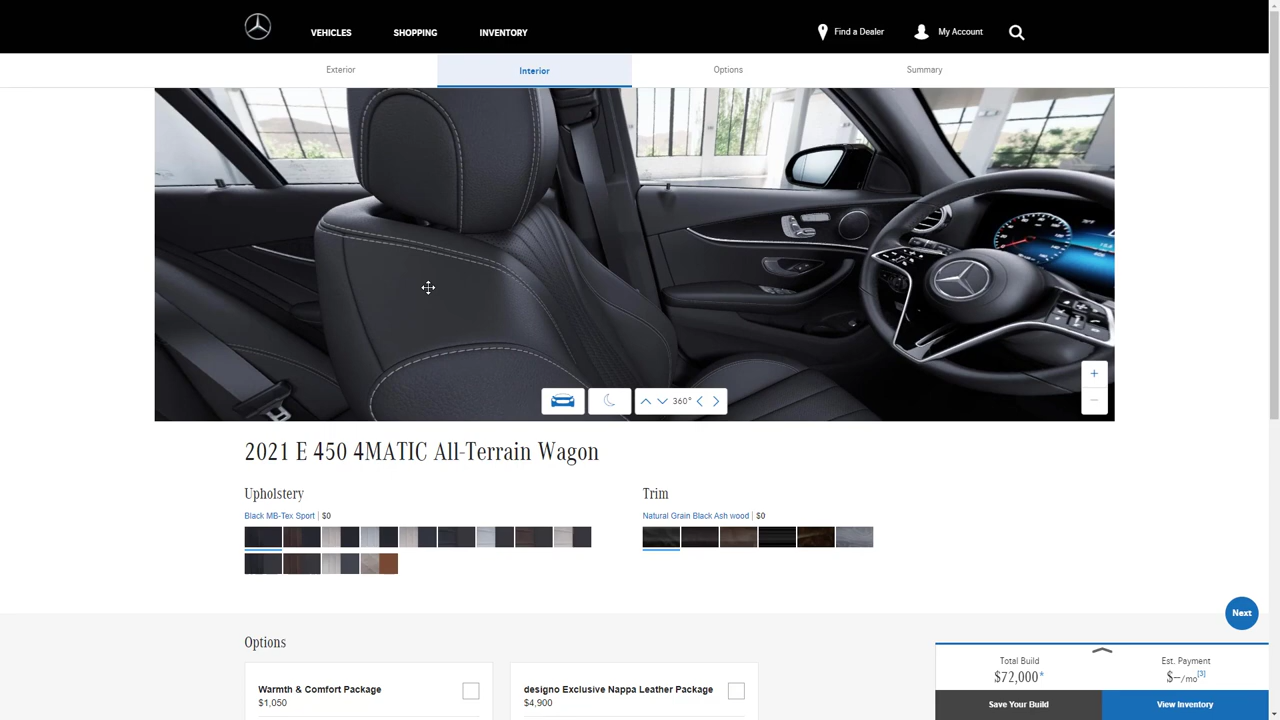 VEHICLES SHOPPING INVENTORY Find a Dealer My Account
Exterior Interior Options Summary
360°
+
−
2021 E 450 4MATIC All-Terrain Wagon
Upholstery Trim
Black MB-Tex Sport | $0 Natural Grain Black Ash wood | $0
Next
Options
Total Build Est. Payment
$72,000* $--/mo[3]
Warmth & Comfort Package designo Exclusive Nappa Leather Package
$1,050 $4,900
Save Your Build View Inventory